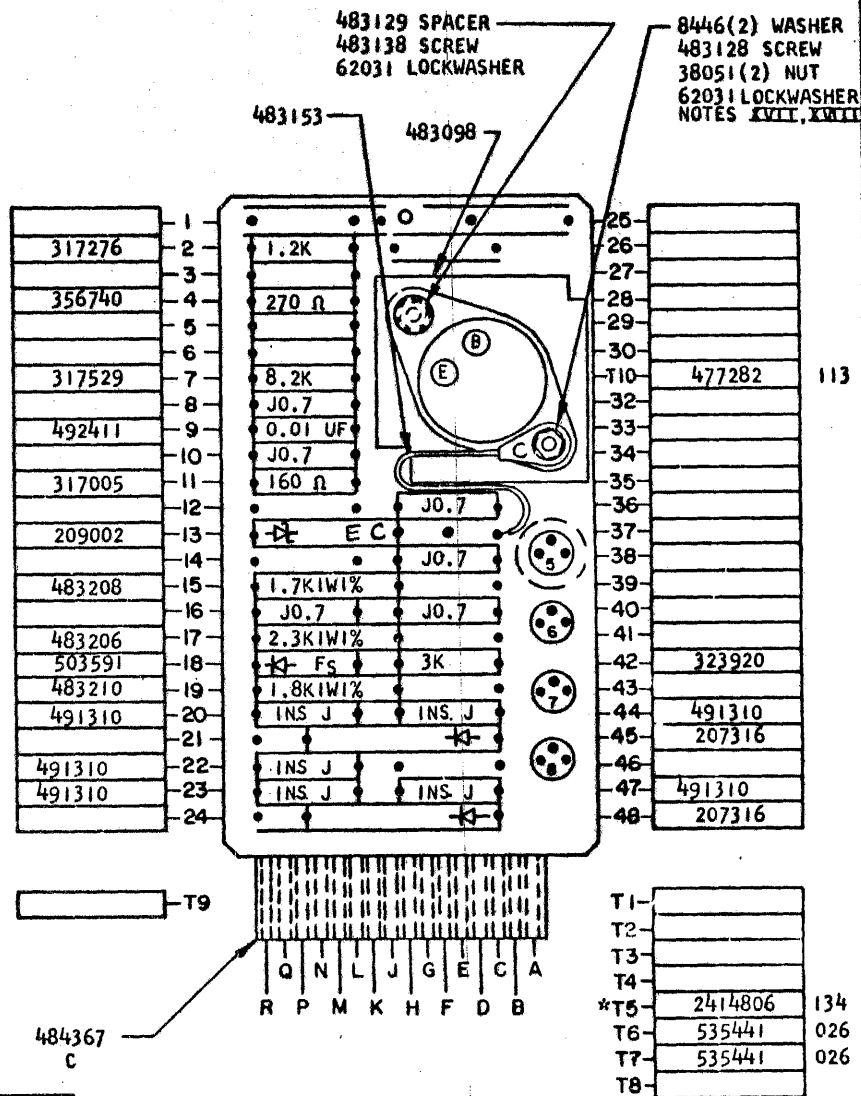 483129 SPACER
483138 SCREW
62031 LOCKWASHER
8446(2) WASHER
483128 SCREW
38051(2) NUT
62031 LOCKWASHER
NOTES XVII, XVIII
483153
483098
1 O 25
317276 2 1.2K 26
3 27
356740 4 270 Ω 28
5 29
6 B 30
317529 7 8.2K E T10 477282 113
8 J0.7 32
492411 9 0.01 UF 33
10 J0.7 C 34
317005 11 160 Ω 35
12 J0.7 36
209002 13 E C 37
14 J0.7 5 38
483208 15 1.7K1W1% 39
16 J0.7 J0.7 40
483206 17 2.3K1W1% 6 41
503591 18 FS 3K 42 323920
483210 19 1.8K1W1% 7 43
491310 20 INS J INS. J 44 491310
21 45 207316
491310 22 INS J 8 46
491310 23 INS J INS J 47 491310
24 48 207316
T9
T1
T2
T3
T4
*T5 2414806 134
T6 535441 026
T7 535441 026
T8
Q N L J G E C A
R P M K H F D B
484367
C